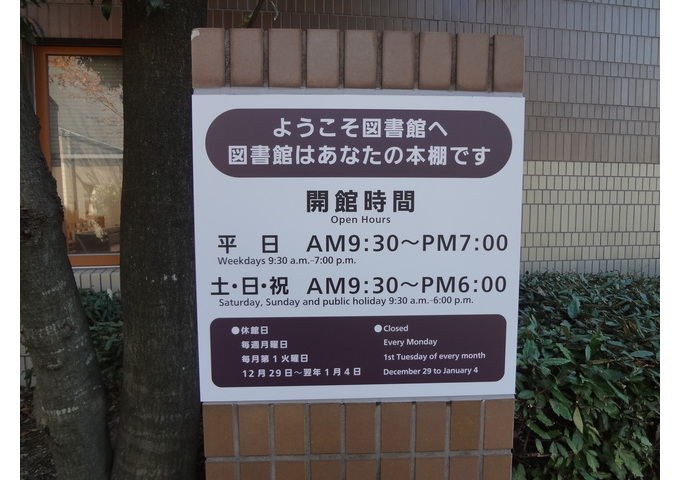 ようこそ図書館へ
図書館はあなたの本棚です
開館時間
Open Hours
平 日 AM9:30～PM7:00
Weekdays 9:30 a.m.-7:00 p.m.
土・日・祝 AM9:30～PM6:00
Saturday, Sunday and public holiday 9:30 a.m.-6:00 p.m.
●休館日
毎週月曜日
毎月第1火曜日
12月29日～翌年1月4日
●Closed
Every Monday
1st Tuesday of every month
December 29 to January 4